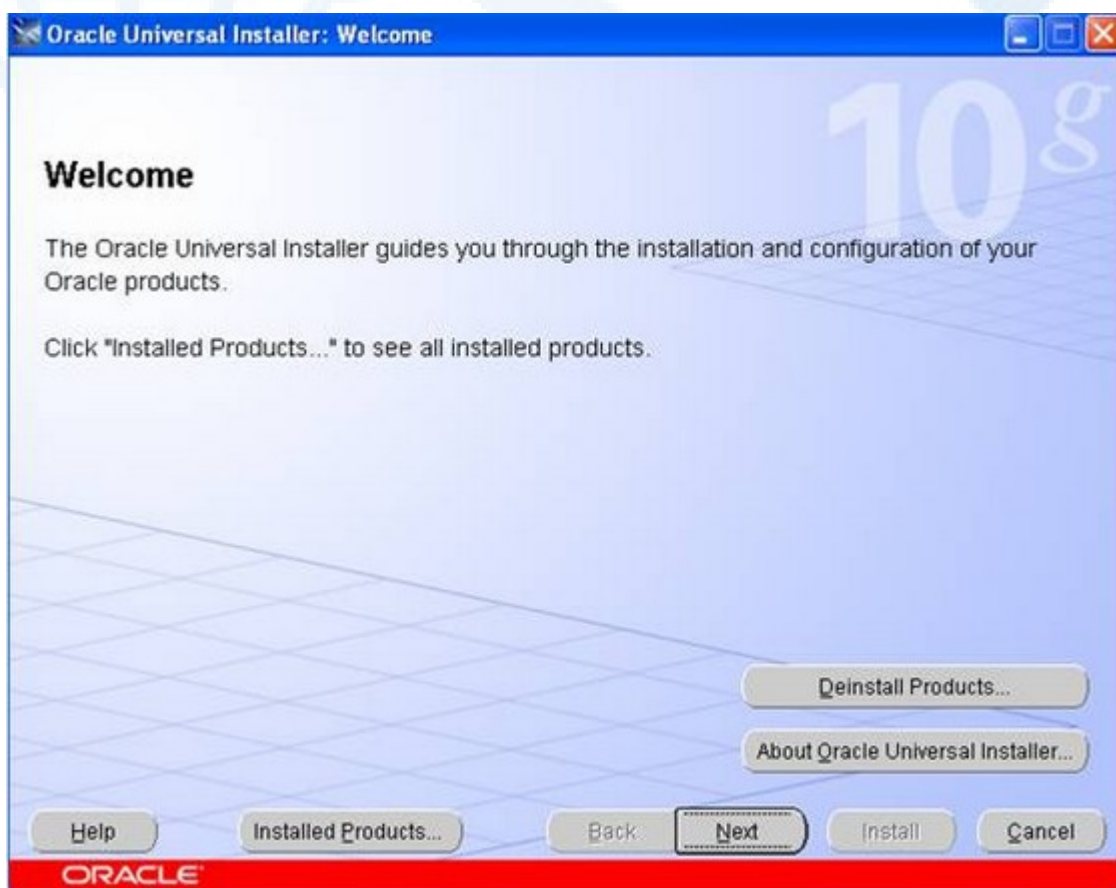 Oracle Universal Installer: Welcome
10g
Welcome
The Oracle Universal Installer guides you through the installation and configuration of your
Oracle products.
Click "Installed Products..." to see all installed products.
Deinstall Products...
About Oracle Universal Installer...
Help Installed Products... Back Next Install Cancel
ORACLE